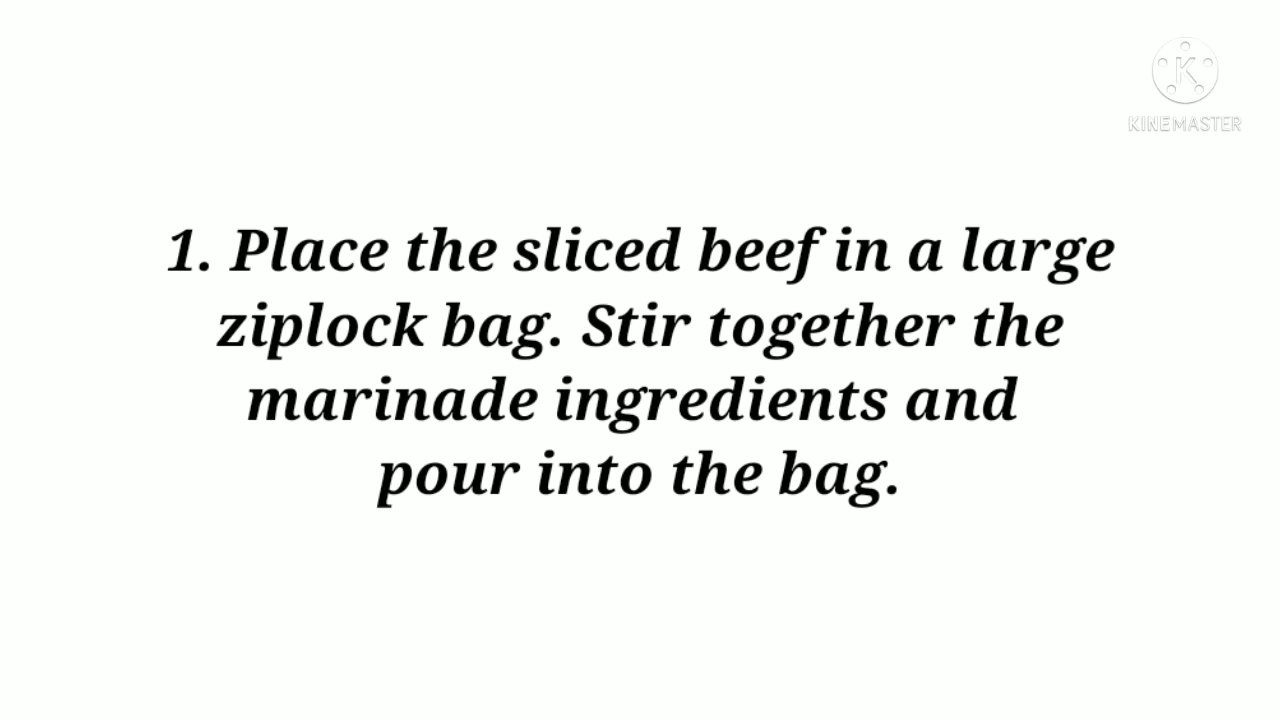 KINEMASTER
1. Place the sliced beef in a large
ziplock bag. Stir together the
marinade ingredients and
pour into the bag.